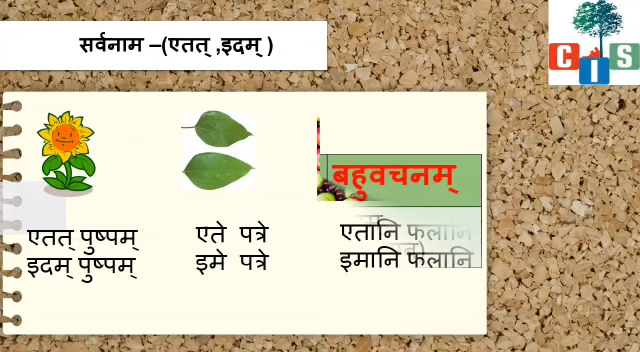 सर्वनाम –(एतत् ,इदम् )
CIS
बहुवचनम्
एतत् पुष्पम्
इदम् पुष्पम्
एते पत्रे
इमे पत्रे
एतानि फलानि
इमानि फलानि